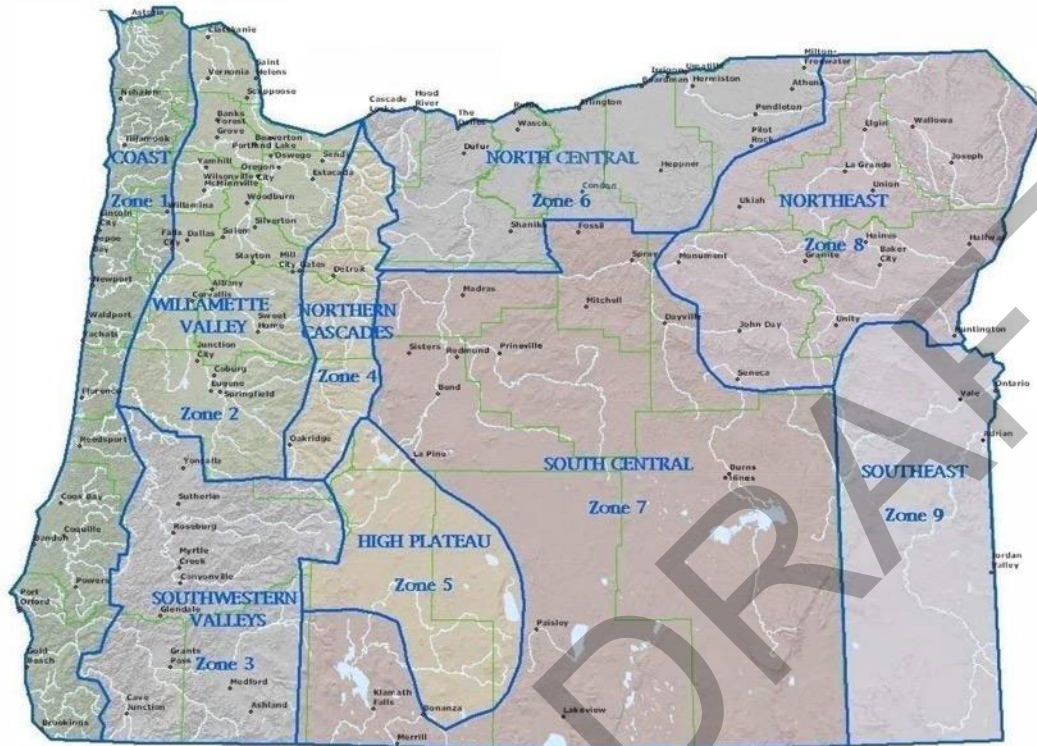 Astoria
Clatskanie
Vernonia
Saint
Helens
Scappoose
Nehalem
Banks
Forest
Grove
Tillamook
Beaverton
Portland Lake
Oswego
Sandy
COAST
Yamhill
Oregon
City
Wilsonville
McMinnville
Estacada
Zone 1
Woodburn
Willamina
Lincoln
City
Silverton
Depoe
Bay
Falls
City
Dallas
Salem
Stayton
Mill
City
Gates
Detroit
Newport
Albany
Corvallis
WILLAMETTE
VALLEY
Sweet
Home
NORTHERN
CASCADES
Waldport
Yachats
Junction
City
Coburg
Eugene
Springfield
Zone 4
Florence
Zone 2
Reedsport
Oakridge
Yoncalla
Cascade
Locks
Hood
River
The
Dalles
Rufus
Wasco
Arlington
Boardman
Irrigon
Umatilla
Hermiston
Milton-
Freewater
Athena
Pendleton
Pilot
Rock
Dufur
NORTH CENTRAL
Heppner
Condon
Zone 6
Shaniko
Fossil
Elgin
Wallowa
La Grande
Joseph
Union
NORTHEAST
Ukiah
Zone 8
Haines
Baker
City
Halfway
Granite
Spray
Monument
Madras
Mitchell
Dayville
John Day
Unity
Huntington
Sisters
Redmond
Prineville
Seneca
Bend
Vale
Ontario
Adrian
La Pine
SOUTH CENTRAL
Burns
Hines
SOUTHEAST
Zone 7
Zone 9
Jordan
Valley
Sutherlin
Coos Bay
Roseburg
Coquille
Bandon
Myrtle
Creek
Canyonville
HIGH PLATEAU
Zone 5
Powers
Port
Orford
SOUTHWESTERN
VALLEYS
Glendale
Gold
Beach
Grants
Pass
Zone 3
Medford
Cave
Junction
Ashland
Brookings
Paisley
Klamath
Falls
Bonanza
Merrill
Lakeview
DRAFT